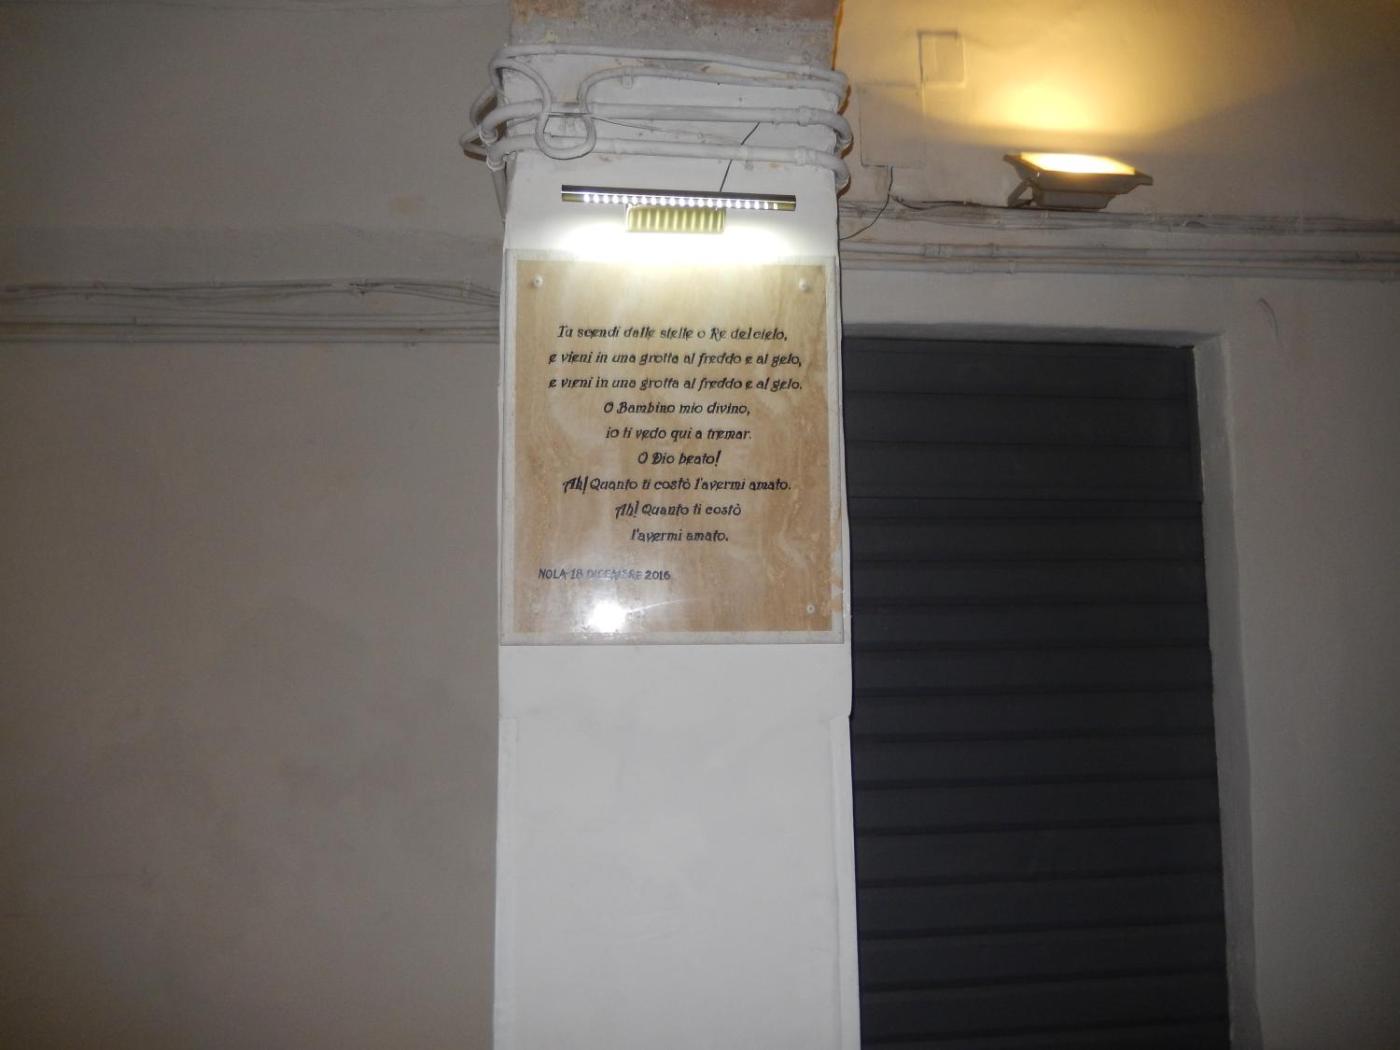 Tu scendi dalle stelle o Re del cielo,
e vieni in una grotta al freddo e al gelo,
e vieni in una grotta al freddo e al gelo.
O Bambino mio divino,
io ti vedo qui a tremar.
O Dio beato!
Ah! Quanto ti costò l'avermi amato.
Ah! Quanto ti costò
l'avermi amato.
NOLA-18 DICEMBRE 2016